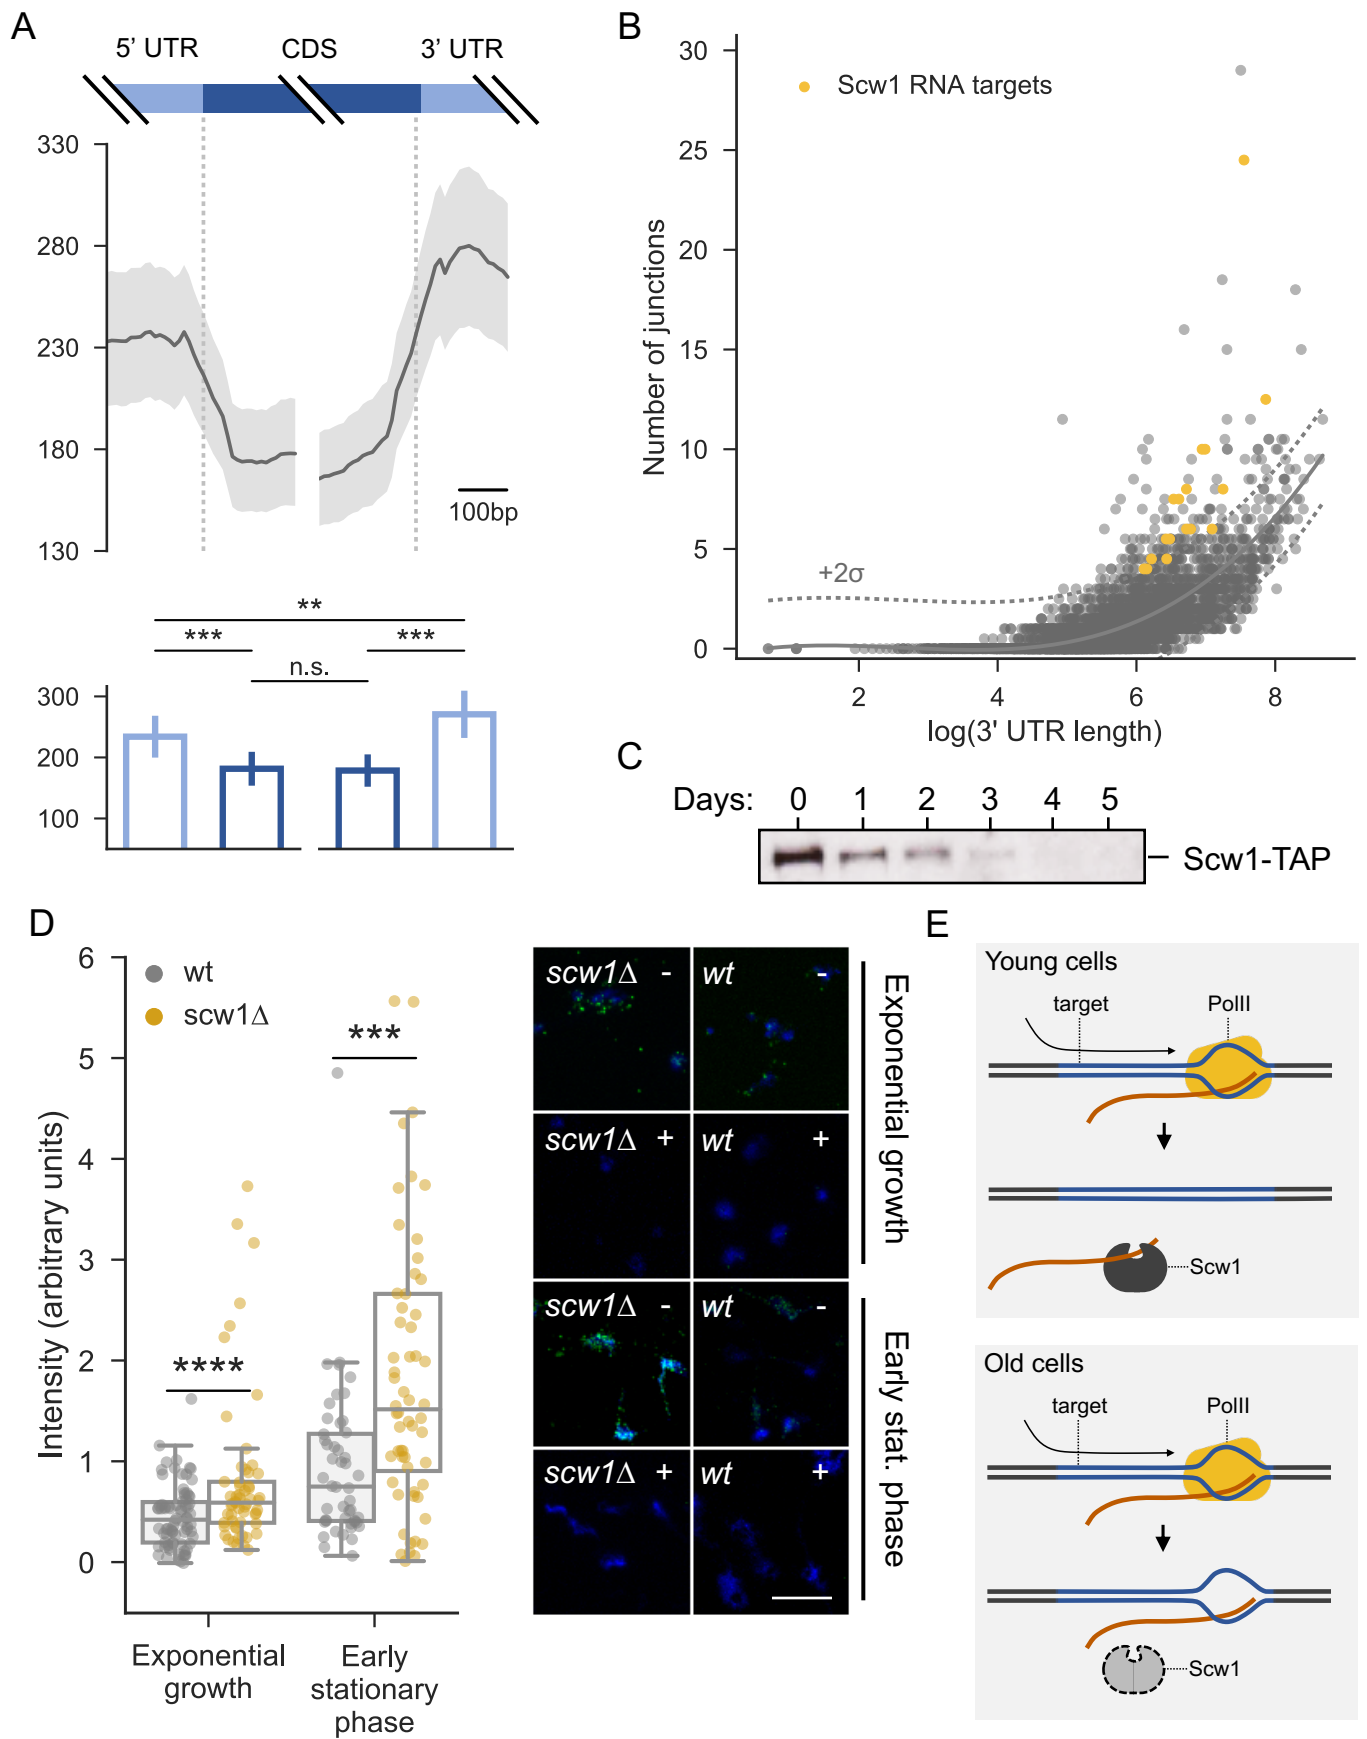 A
5' UTR CDS 3' UTR
330
280
230
180
130
100bp
**
*** ***
n.s.
300
200
100
B
30
25
20
15
10
5
0
Number of junctions
Scw1 RNA targets
+2σ
2 4 6 8
log(3' UTR length)
C
Days: 0 1 2 3 4 5
Scw1-TAP
D
6
5
4
3
2
1
0
Intensity (arbitrary units)
wt
scw1Δ
****
***
Exponential
growth
Early
stationary
phase
scw1Δ - wt -
scw1Δ + wt +
Exponential growth
scw1Δ - wt -
scw1Δ + wt +
Early stat. phase
E
Young cells
target PolII
Scw1
Old cells
target PolII
Scw1